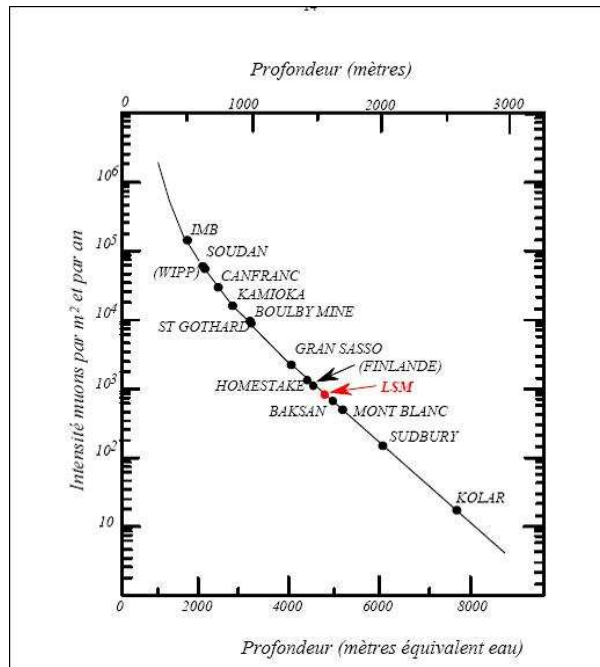 14
Profondeur (mètres)
0 1000 2000 3000
Intensité muons par m² et par an
10⁶
10⁵
10⁴
10³
10²
10
IMB
SOUDAN
(WIPP)
CANFRANC
KAMIOKA
BOULBY MINE
ST GOTHARD
GRAN SASSO
(FINLANDE)
HOMESTAKE
LSM
BAKSAN
MONT BLANC
SUDBURY
KOLAR
0 2000 4000 6000 8000
Profondeur (mètres équivalent eau)